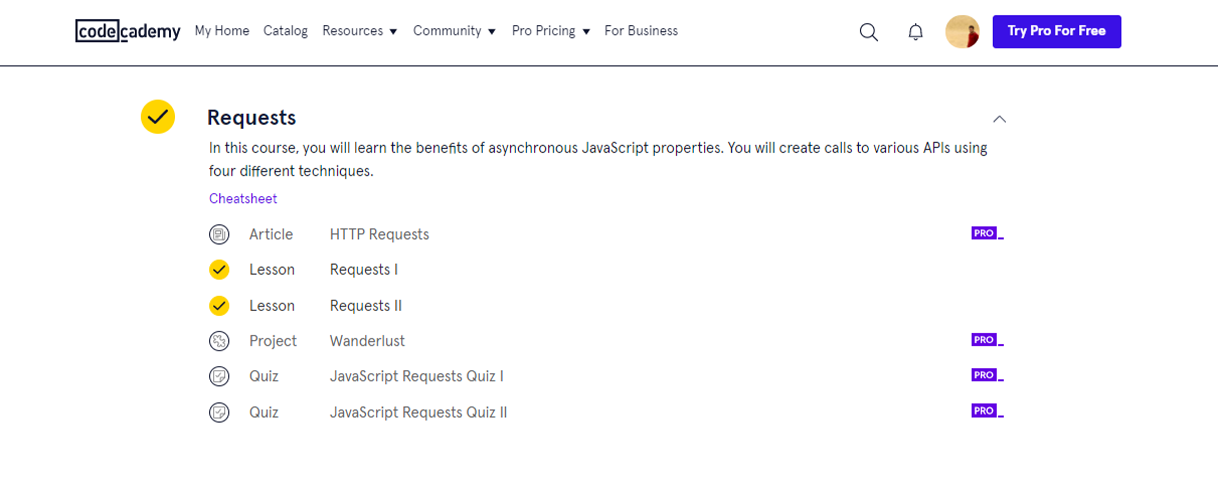 codecademy My Home Catalog Resources Community Pro Pricing For Business Try Pro For Free
Requests
In this course, you will learn the benefits of asynchronous JavaScript properties. You will create calls to various APIs using
four different techniques.
Cheatsheet
Article HTTP Requests PRO
Lesson Requests I
Lesson Requests II
Project Wanderlust PRO
Quiz JavaScript Requests Quiz I PRO
Quiz JavaScript Requests Quiz II PRO